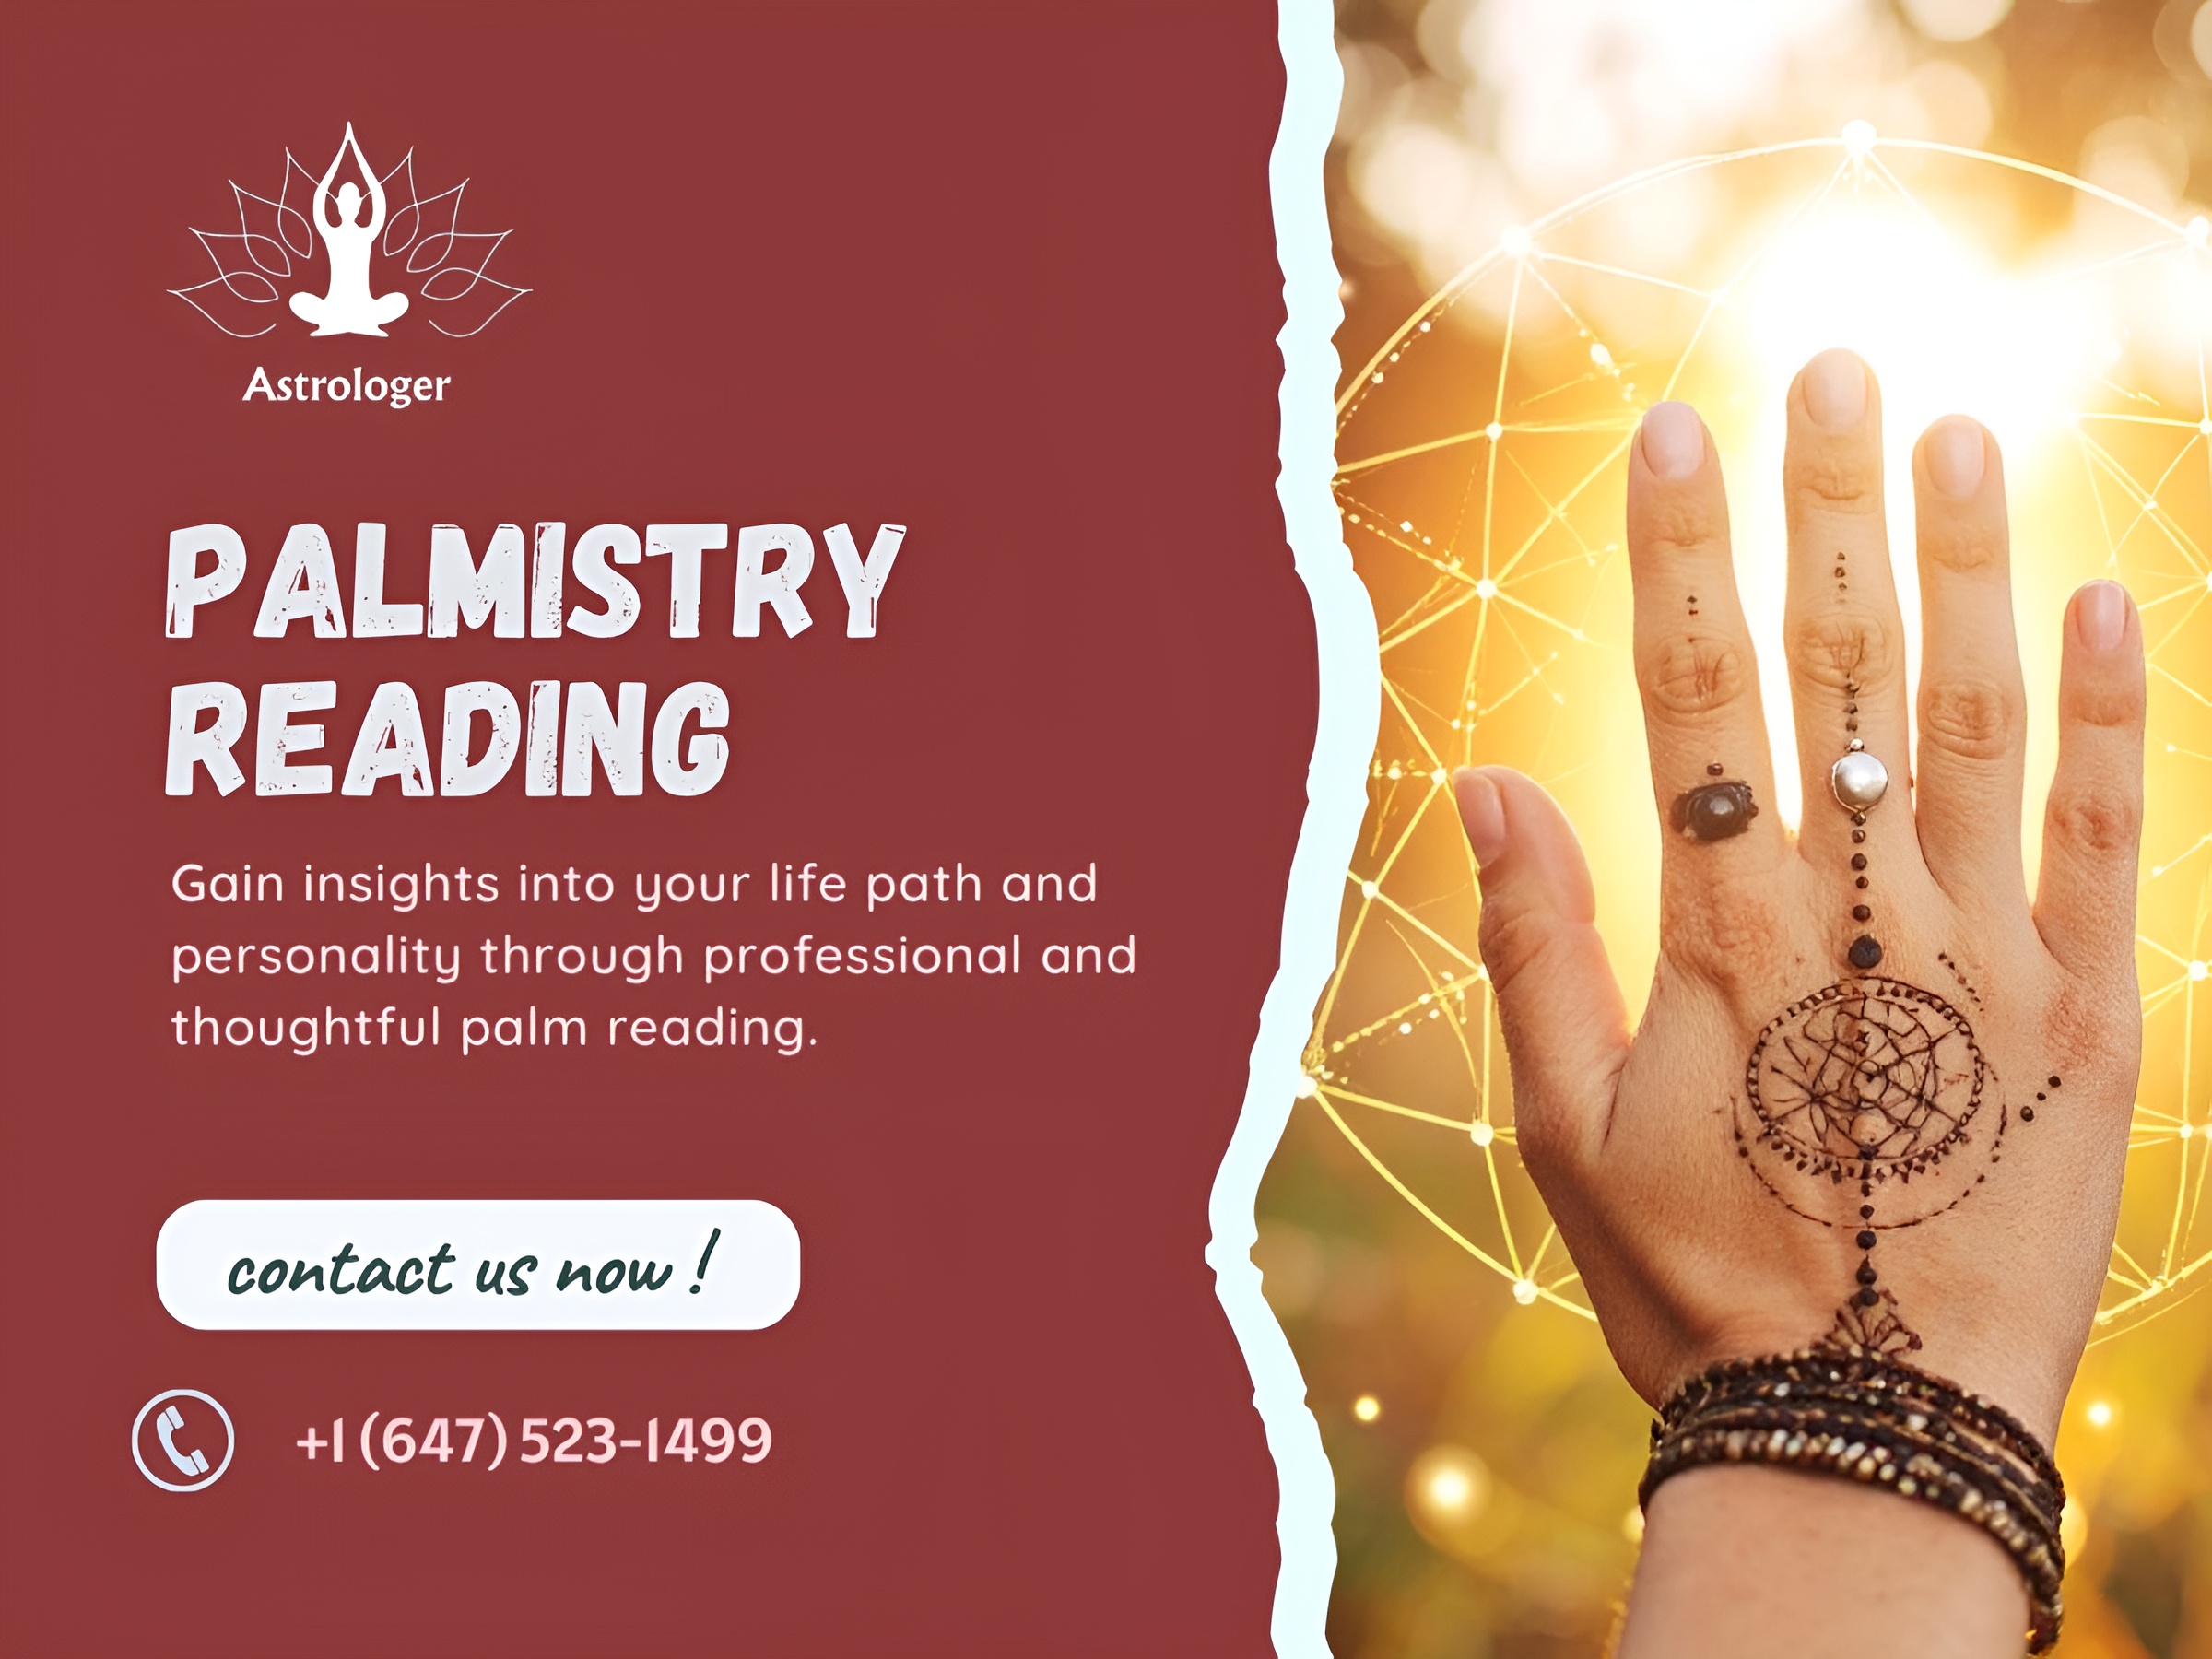 Astrologer
PALMISTRY
READING
Gain insights into your life path and
personality through professional and
thoughtful palm reading.
contact us now !
+1 (647) 523-1499